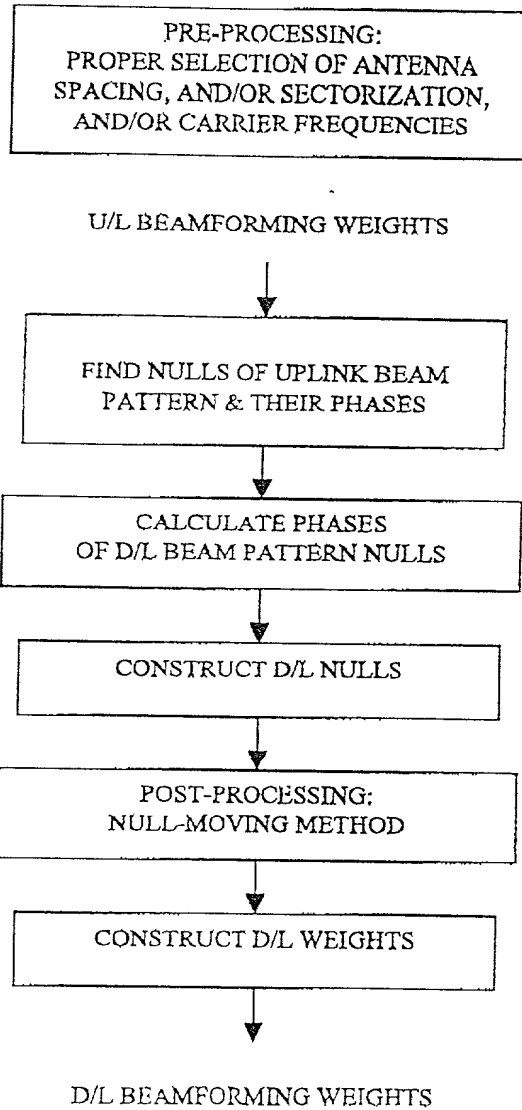 PRE-PROCESSING:
PROPER SELECTION OF ANTENNA
SPACING, AND/OR SECTORIZATION,
AND/OR CARRIER FREQUENCIES
U/L BEAMFORMING WEIGHTS
FIND NULLS OF UPLINK BEAM
PATTERN & THEIR PHASES
CALCULATE PHASES
OF D/L BEAM PATTERN NULLS
CONSTRUCT D/L NULLS
POST-PROCESSING:
NULL-MOVING METHOD
CONSTRUCT D/L WEIGHTS
D/L BEAMFORMING WEIGHTS